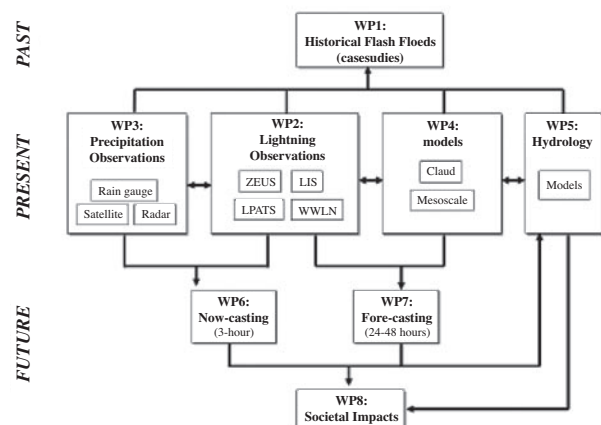 PAST
WP1:
Historical Flash Floeds
(casesudies)
PRESENT
WP3:
Precipitation
Observations
Rain gauge
Satellite
Radar
WP2:
Lightning
Observations
ZEUS
LIS
LPATS
WWLN
WP4:
models
Claud
Mesoscale
WP5:
Hydrology
Models
FUTURE
WP6:
Now-casting
(3-hour)
WP7:
Fore-casting
(24-48 hours)
WP8:
Societal Impacts